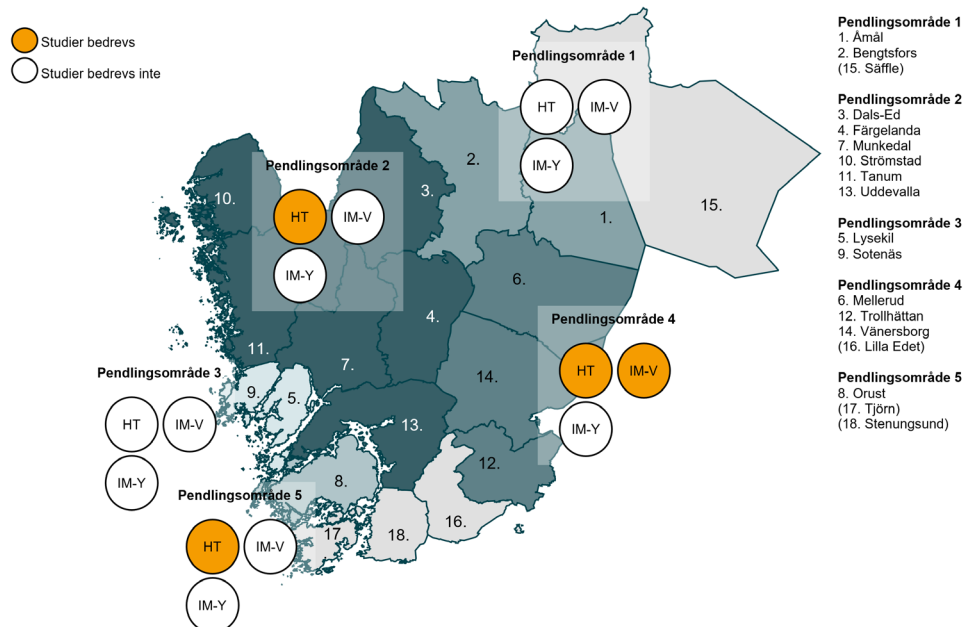 Studier bedrevs
Studier bedrevs inte
Pendlingsområde 1
HT
IM-V
IM-Y
Pendlingsområde 2
HT
IM-V
IM-Y
Pendlingsområde 3
HT
IM-V
IM-Y
Pendlingsområde 4
HT
IM-V
IM-Y
Pendlingsområde 5
HT
IM-V
IM-Y
2.
3.
10.
1.
15.
6.
4.
11.
7.
14.
9.
5.
13.
12.
8.
16.
17.
18.
Pendlingsområde 1
1. Åmål
2. Bengtsfors
(15. Säffle)
Pendlingsområde 2
3. Dals-Ed
4. Färgelanda
7. Munkedal
10. Strömstad
11. Tanum
13. Uddevalla
Pendlingsområde 3
5. Lysekil
9. Sotenäs
Pendlingsområde 4
6. Mellerud
12. Trollhättan
14. Vänersborg
(16. Lilla Edet)
Pendlingsområde 5
8. Orust
(17. Tjörn)
(18. Stenungsund)